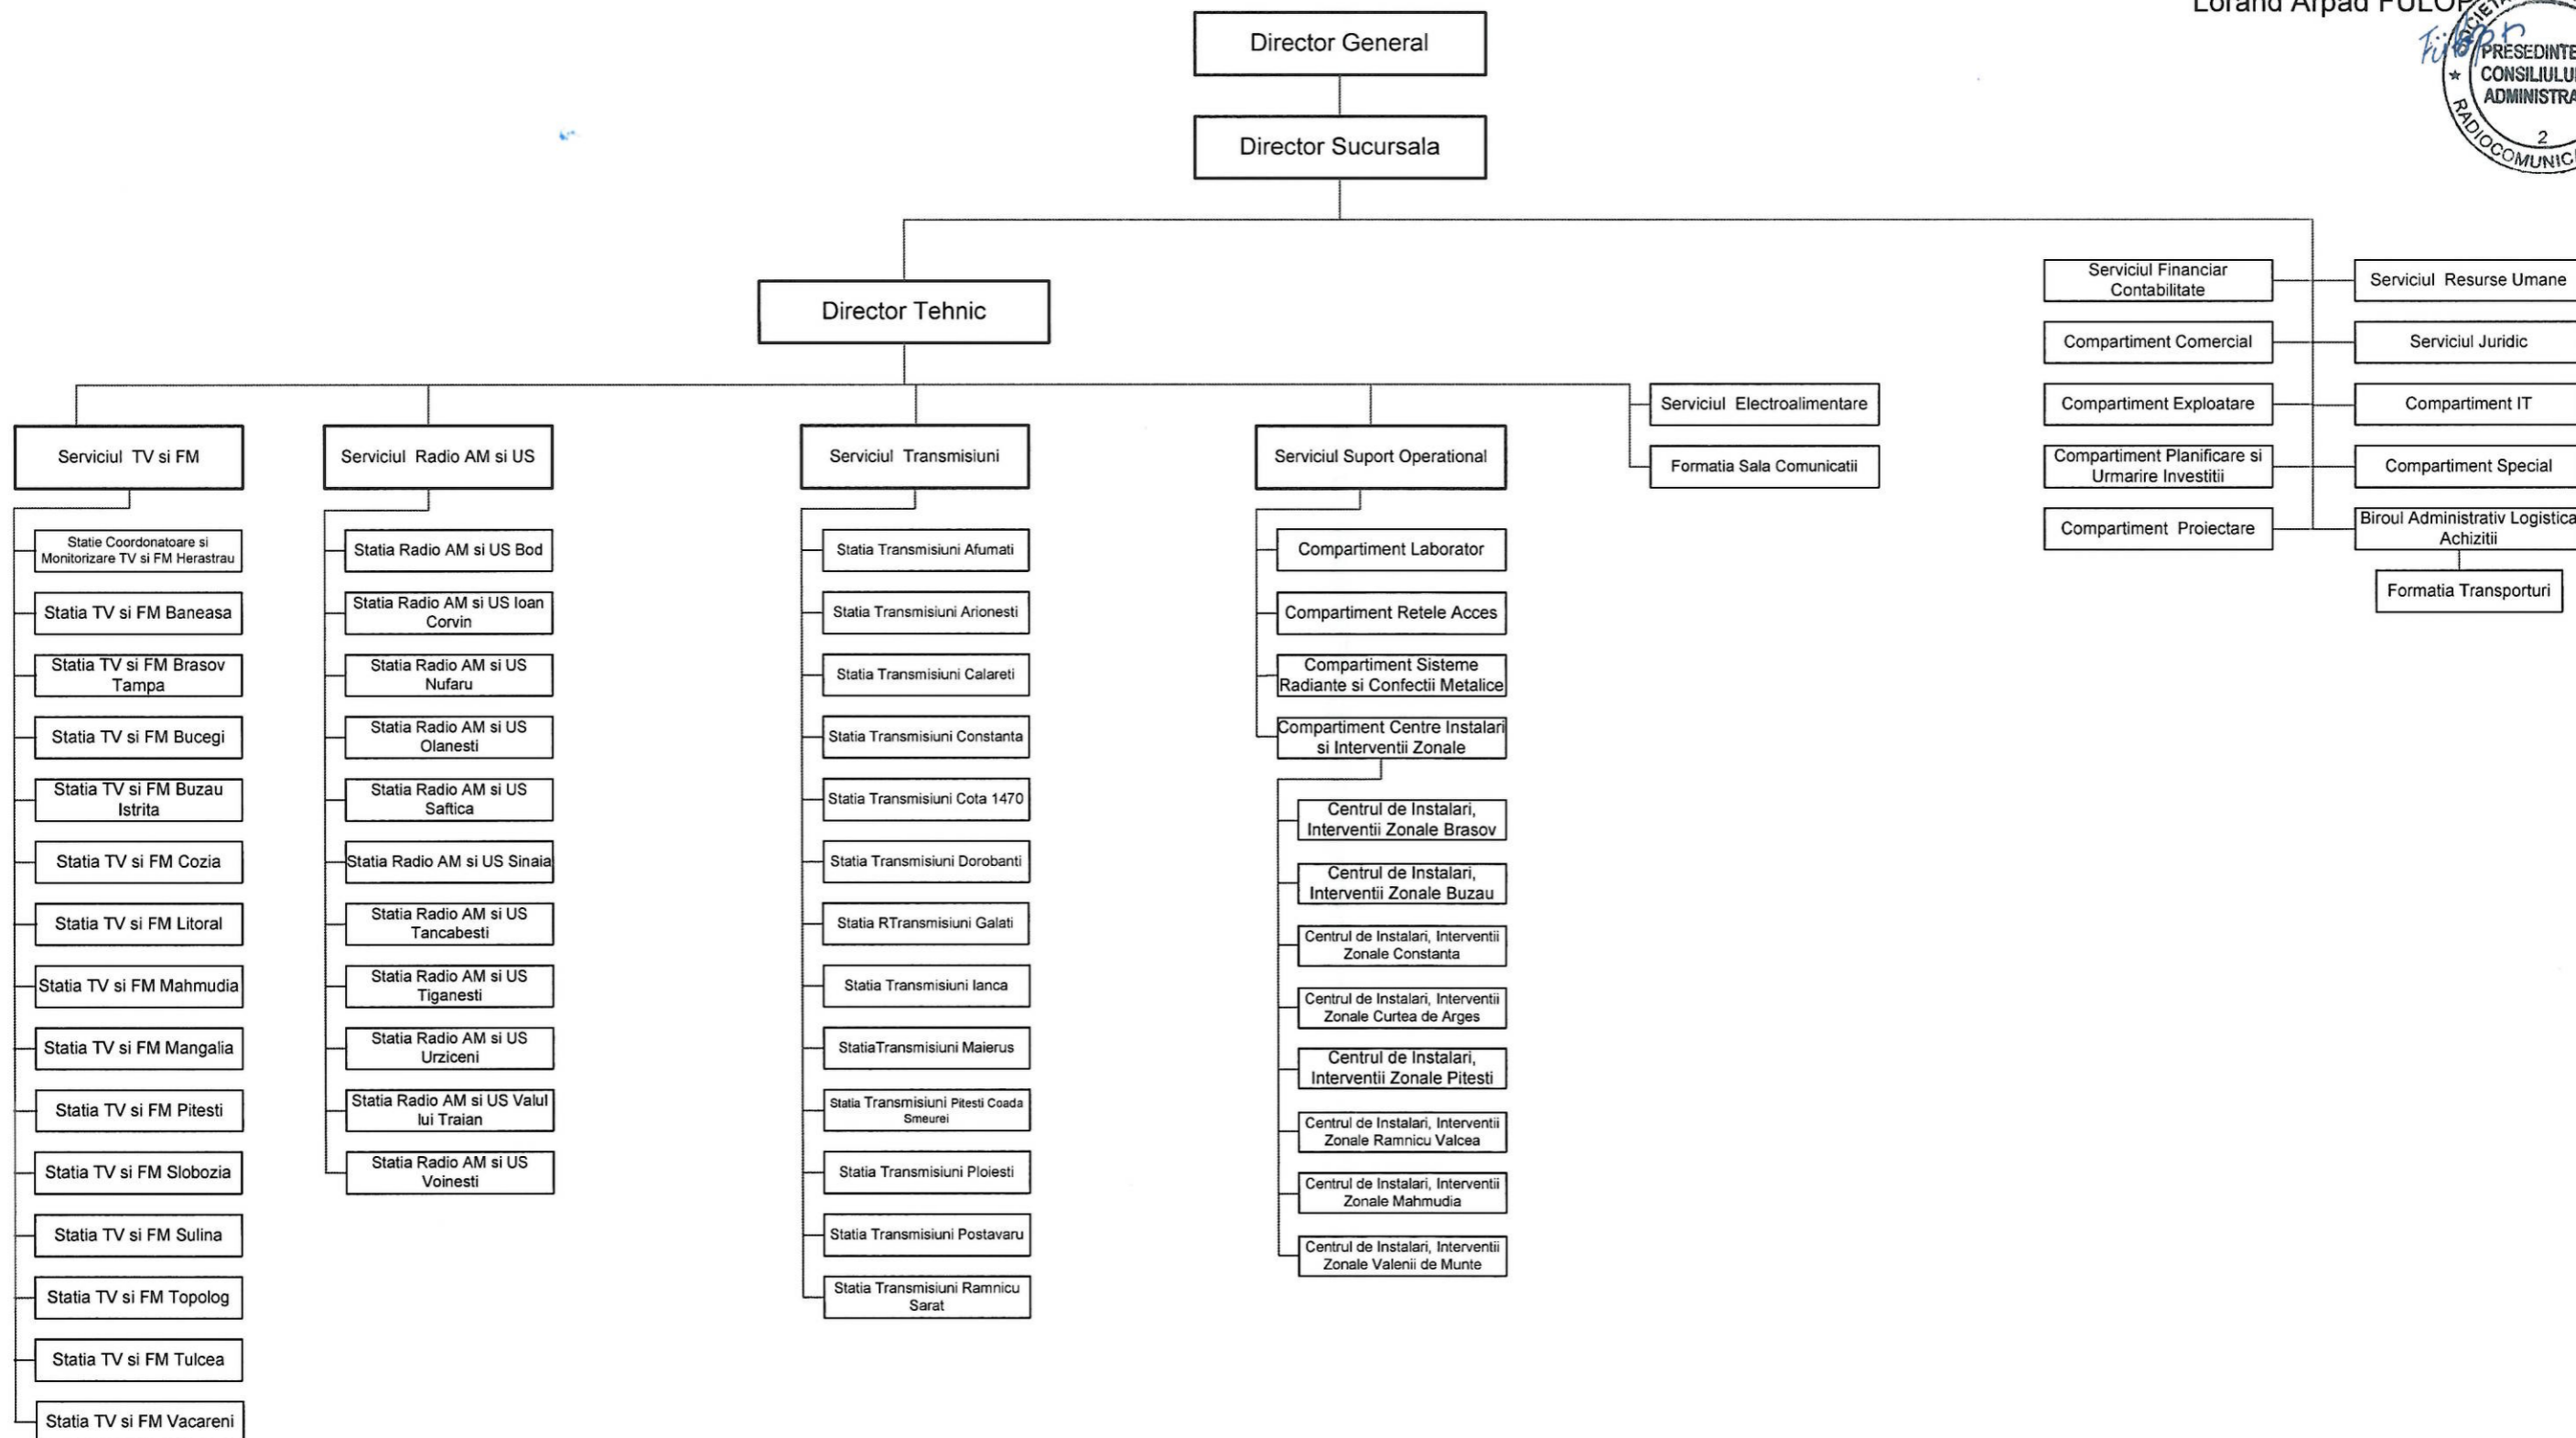 Lorand Arpad
PRESEDINTE
2
Director General
Director Sucursala
Director Tehnic
Serviciul Financiar
Contabilitate
Serviciul Resurse Umane
Compartiment Comercial
Serviciul Juridic
Compartiment Exploatare
Compartiment IT
Compartiment Planificare si
Urmarire Investitii
Compartiment Special
Compartiment Proiectare
Biroul Administrativ Logistica
Achizitii
Formatia Transporturi
Serviciul Electroalimentare
Formatia Sala Comunicatii
Serviciul TV si FM
Statie Coordonatoare si
Monitorizare TV si FM Herastrau
Statia TV si FM Baneasa
Statia TV si FM Brasov
Tampa
Statia TV si FM Bucegi
Statia TV si FM Buzau
Istrita
Statia TV si FM Cozia
Statia TV si FM Litoral
Statia TV si FM Mahmudia
Statia TV si FM Mangalia
Statia TV si FM Pitesti
Statia TV si FM Slobozia
Statia TV si FM Sulina
Statia TV si FM Topolog
Statia TV si FM Tulcea
Statia TV si FM Vacareni
Serviciul Radio AM si US
Statia Radio AM si US Bod
Statia Radio AM si US Ioan
Corvin
Statia Radio AM si US
Nufaru
Statia Radio AM si US
Olanesti
Statia Radio AM si US
Saftica
Statia Radio AM si US Sinaia
Statia Radio AM si US
Tancabesti
Statia Radio AM si US
Tiganesti
Statia Radio AM si US
Urziceni
Statia Radio AM si US Valul
lui Traian
Statia Radio AM si US
Voinesti
Serviciul Transmisiuni
Statia Transmisiuni Afumati
Statia Transmisiuni Arionesti
Statia Transmisiuni Calareti
Statia Transmisiuni Constanta
Statia Transmisiuni Cota 1470
Statia Transmisiuni Dorobanti
Statia RTransmisiuni Galati
Statia Transmisiuni Ianca
StatiaTransmisiuni Maierus
Statia Transmisiuni Pitesti Coada
Smeurei
Statia Transmisiuni Ploiesti
Statia Transmisiuni Postavaru
Statia Transmisiuni Ramnicu
Sarat
Serviciul Suport Operational
Compartiment Laborator
Compartiment Retele Acces
Compartiment Sisteme
Radiante si Confectii Metalice
Compartiment Centre Instalari
si Interventii Zonale
Centrul de Instalari,
Interventii Zonale Brasov
Centrul de Instalari,
Interventii Zonale Buzau
Centrul de Instalari, Interventii
Zonale Constanta
Centrul de Instalari, Interventii
Zonale Curtea de Arges
Centrul de Instalari,
Interventii Zonale Pitesti
Centrul de Instalari, Interventii
Zonale Ramnicu Valcea
Centrul de Instalari, Interventii
Zonale Mahmudia
Centrul de Instalari, Interventii
Zonale Valenii de Munte